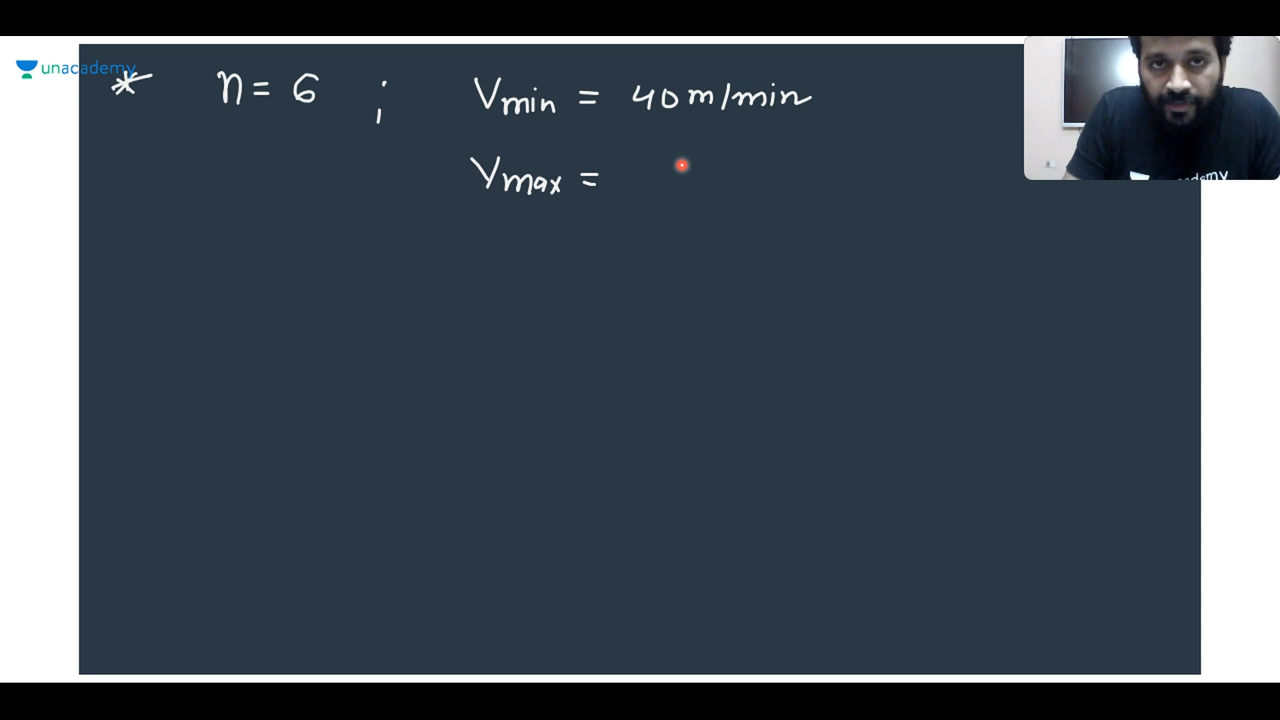 unacademy
* n = 6 ; Vmin = 40 m/min
Vmax =